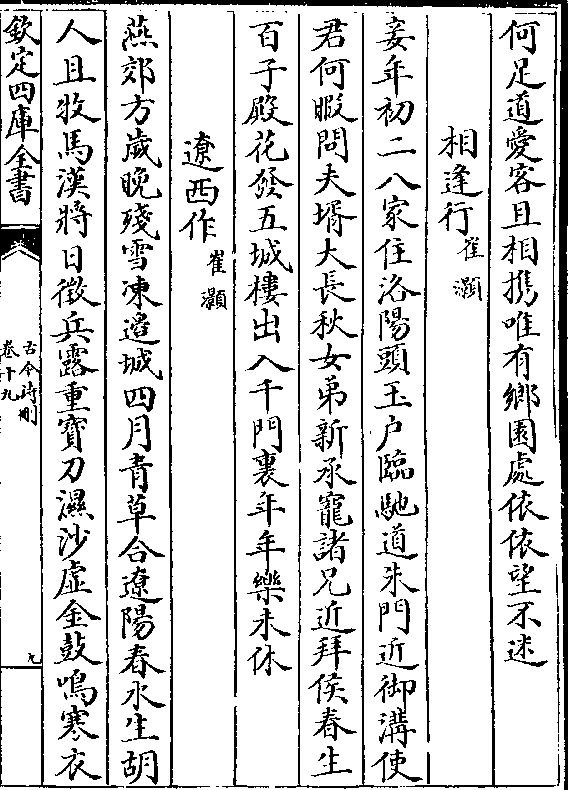 何足道愛客且相携唯有鄉園處依依望不迷
相逢行崔灝
妾年初二八家住洛陽頭玉户臨馳道朱門近御溝使
君何暇問夫壻大長秋女弟新承寵諸兄近拜侯春生
百子殿花發五城樓出入千門裏年年樂未休
遼西作崔灝
燕郊方歲晚殘雪凍邉城四月青草合遼陽春水生胡
人且牧馬漢將日徵兵露重寳刀濕沙虚金鼓鳴寒衣
欽定四庫全書
古今詩刪
卷十九
九